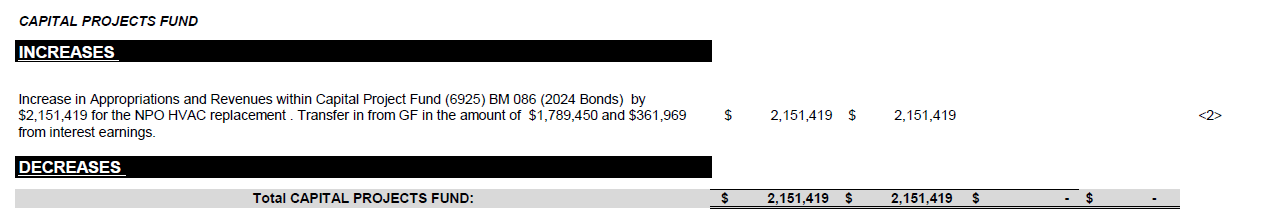 CAPITAL PROJECTS FUND
INCREASES
Increase in Appropriations and Revenues within Capital Project Fund (6925) BM 086 (2024 Bonds)  by
$2,151,419 for the NPO HVAC replacement . Transfer in from GF in the amount of  $1,789,450 and $361,969 $ 2,151,419 $ 2,151,419 <2>
from interest earnings.
DECREASES
Total CAPITAL PROJECTS FUND: $ 2,151,419 $ 2,151,419 $ - $ -